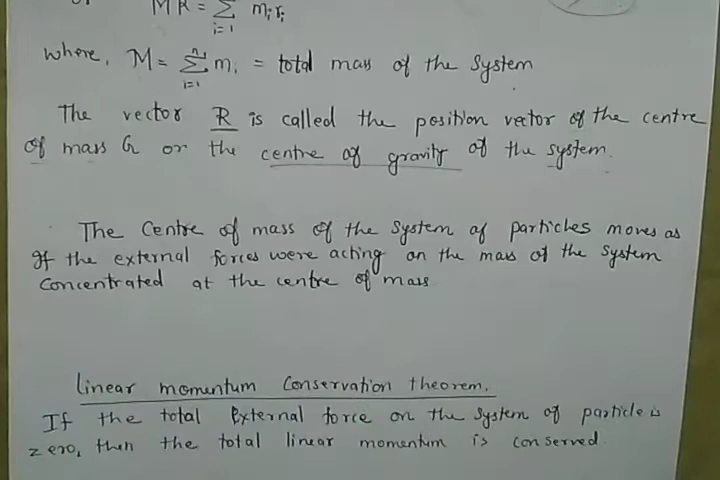 MR = Σ i=1 mᵢrᵢ
where, M = Σ n i=1 mᵢ = total mass of the system
The vector R is called the position vector of the centre
of mass G or the centre of gravity of the system.
The Centre of mass of the system of particles moves as
If the external forces were acting on the mass of the system
Concentrated at the centre of mass
linear momentum Conservation theorem.
If the total External force on the system of particle is
zero, then the total linear momentum is conserved.